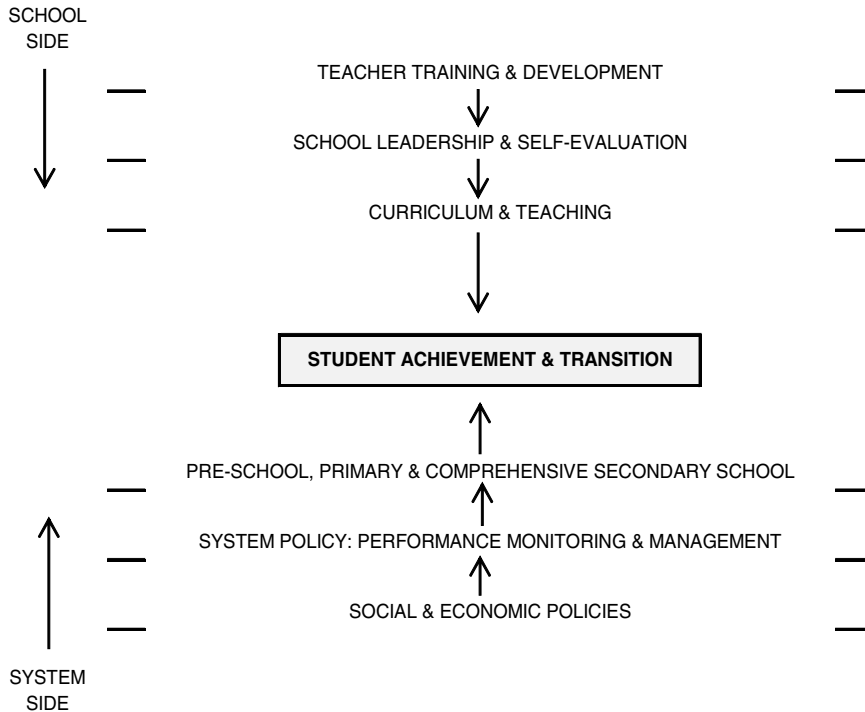 SCHOOL
SIDE
TEACHER TRAINING & DEVELOPMENT
SCHOOL LEADERSHIP & SELF-EVALUATION
CURRICULUM & TEACHING
STUDENT ACHIEVEMENT & TRANSITION
PRE-SCHOOL, PRIMARY & COMPREHENSIVE SECONDARY SCHOOL
SYSTEM POLICY: PERFORMANCE MONITORING & MANAGEMENT
SOCIAL & ECONOMIC POLICIES
SYSTEM
SIDE